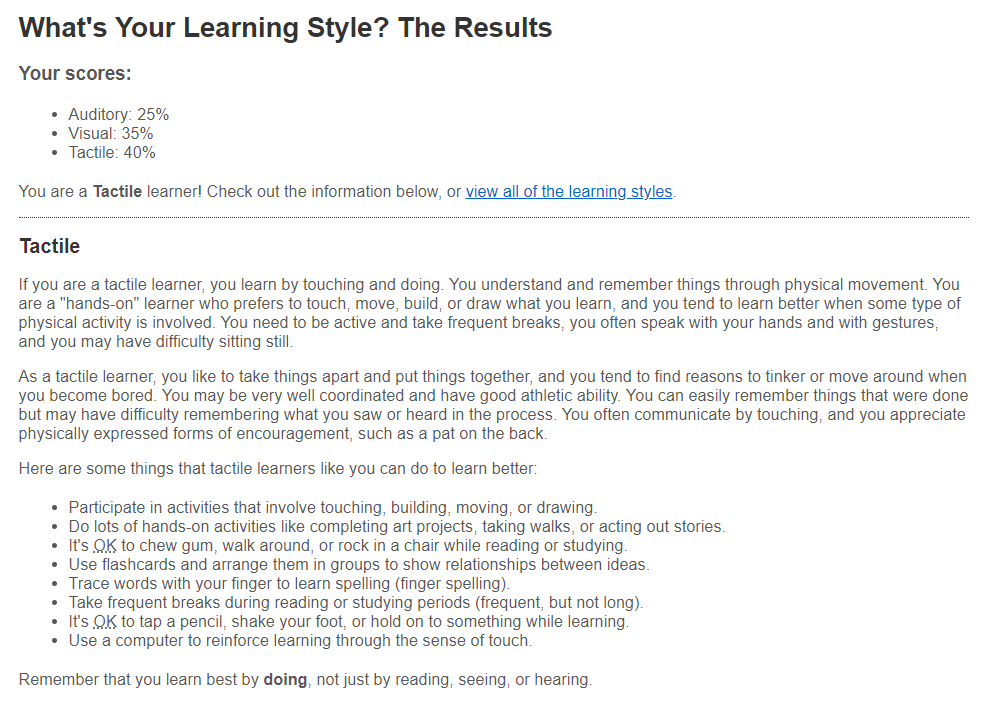 What's Your Learning Style? The Results
Your scores:
• Auditory: 25%
• Visual: 35%
• Tactile: 40%
You are a Tactile learner! Check out the information below, or view all of the learning styles.
Tactile
If you are a tactile learner, you learn by touching and doing. You understand and remember things through physical movement. You
are a "hands-on" learner who prefers to touch, move, build, or draw what you learn, and you tend to learn better when some type of
physical activity is involved. You need to be active and take frequent breaks, you often speak with your hands and with gestures,
and you may have difficulty sitting still.
As a tactile learner, you like to take things apart and put things together, and you tend to find reasons to tinker or move around when
you become bored. You may be very well coordinated and have good athletic ability. You can easily remember things that were done
but may have difficulty remembering what you saw or heard in the process. You often communicate by touching, and you appreciate
physically expressed forms of encouragement, such as a pat on the back.
Here are some things that tactile learners like you can do to learn better:
• Participate in activities that involve touching, building, moving, or drawing.
• Do lots of hands-on activities like completing art projects, taking walks, or acting out stories.
• It's OK to chew gum, walk around, or rock in a chair while reading or studying.
• Use flashcards and arrange them in groups to show relationships between ideas.
• Trace words with your finger to learn spelling (finger spelling).
• Take frequent breaks during reading or studying periods (frequent, but not long).
• It's OK to tap a pencil, shake your foot, or hold on to something while learning.
• Use a computer to reinforce learning through the sense of touch.
Remember that you learn best by doing, not just by reading, seeing, or hearing.